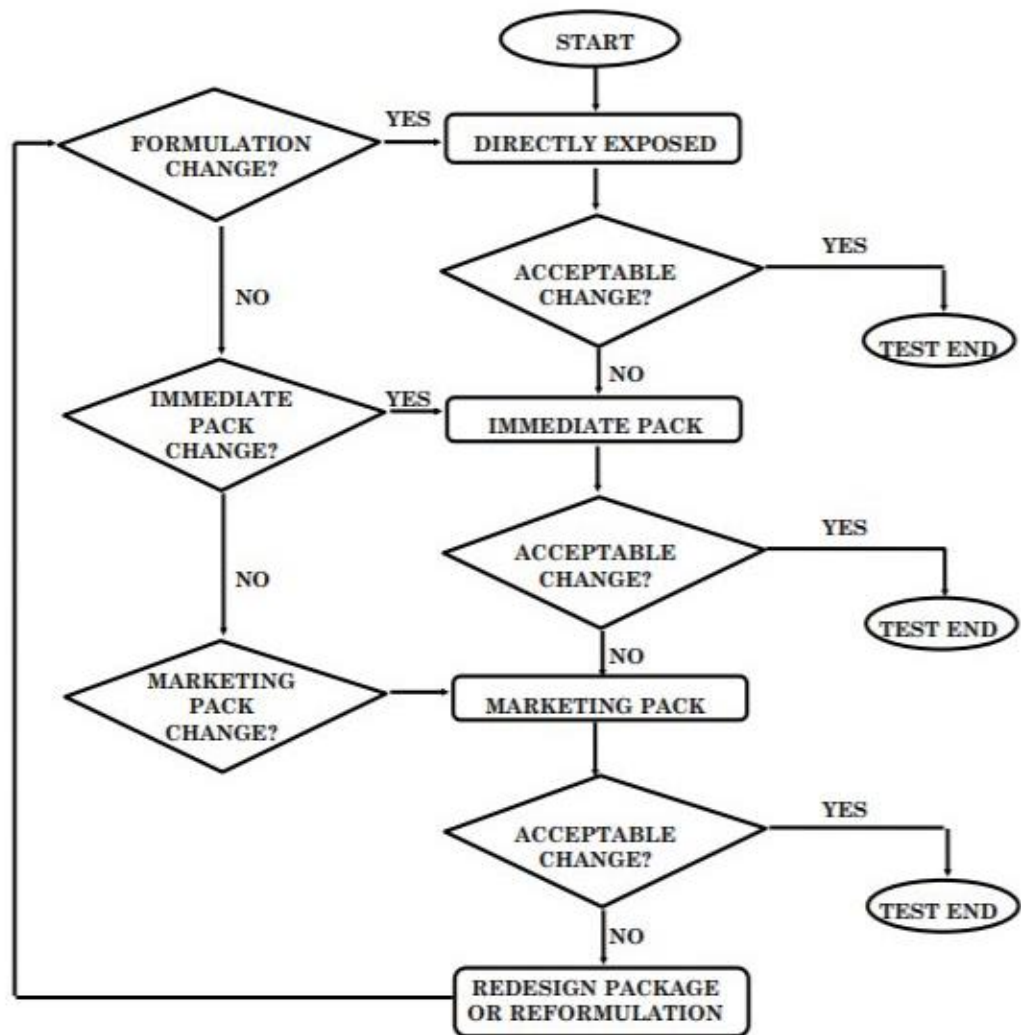 START
YES
FORMULATION
CHANGE?
DIRECTLY EXPOSED
YES
ACCEPTABLE
CHANGE?
NO
TEST END
NO
IMMEDIATE
PACK
CHANGE?
YES
IMMEDIATE PACK
YES
ACCEPTABLE
CHANGE?
NO
TEST END
NO
MARKETING
PACK
CHANGE?
MARKETING PACK
YES
ACCEPTABLE
CHANGE?
TEST END
NO
REDESIGN PACKAGE
OR REFORMULATION